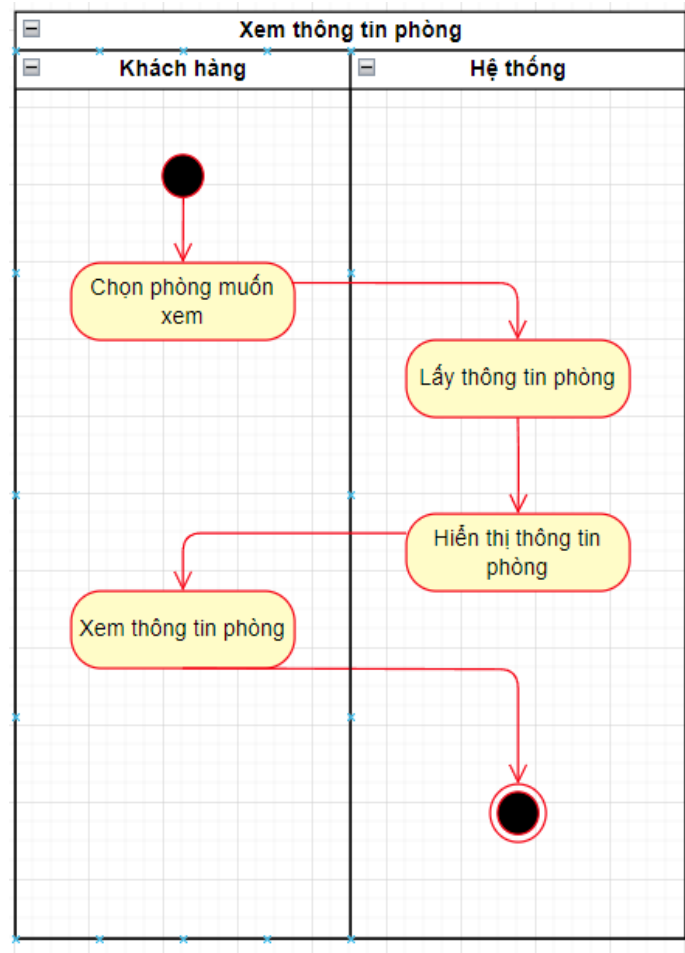 Xem thông tin phòng
Khách hàng
Hệ thống
Chọn phòng muốn
xem
Lấy thông tin phòng
Hiển thị thông tin
phòng
Xem thông tin phòng